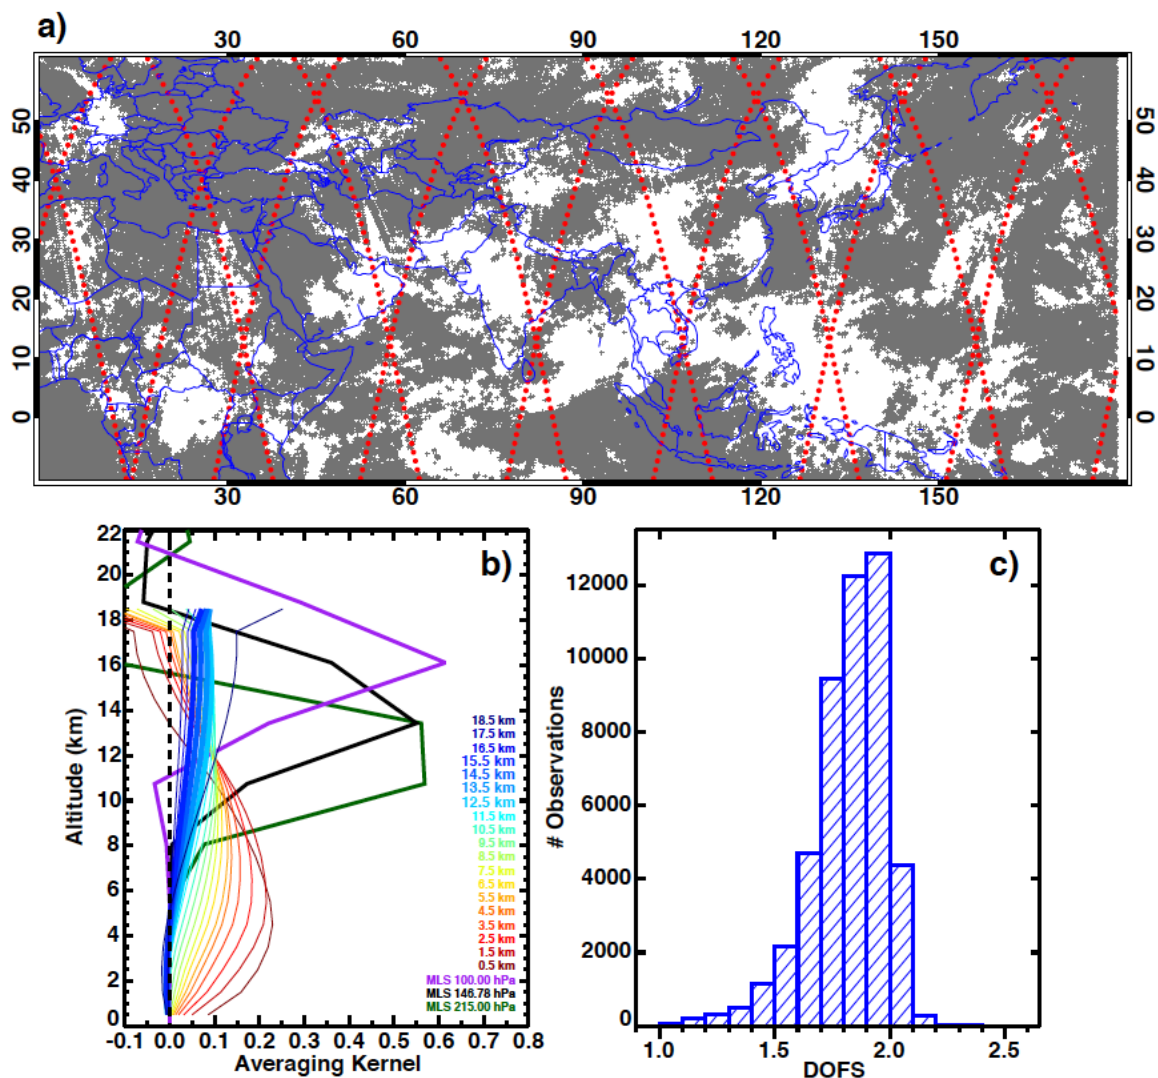 a)
30 60 90 120 150
50 50
40 40
30 30
20 20
10 10
0 0
30 60 90 120 150
b)
22
20
18
16
14
12
10
8
6
4
2
0
Altitude (km)
18.5 km
17.5 km
16.5 km
15.5 km
14.5 km
13.5 km
12.5 km
11.5 km
10.5 km
9.5 km
8.5 km
7.5 km
6.5 km
5.5 km
4.5 km
3.5 km
2.5 km
1.5 km
0.5 km
MLS 100.00 hPa
MLS 146.78 hPa
MLS 215.00 hPa
-0.1 0.0 0.1 0.2 0.3 0.4 0.5 0.6 0.7 0.8
Averaging Kernel
c)
12000
10000
8000
6000
4000
2000
0
# Observations
1.0 1.5 2.0 2.5
DOFS